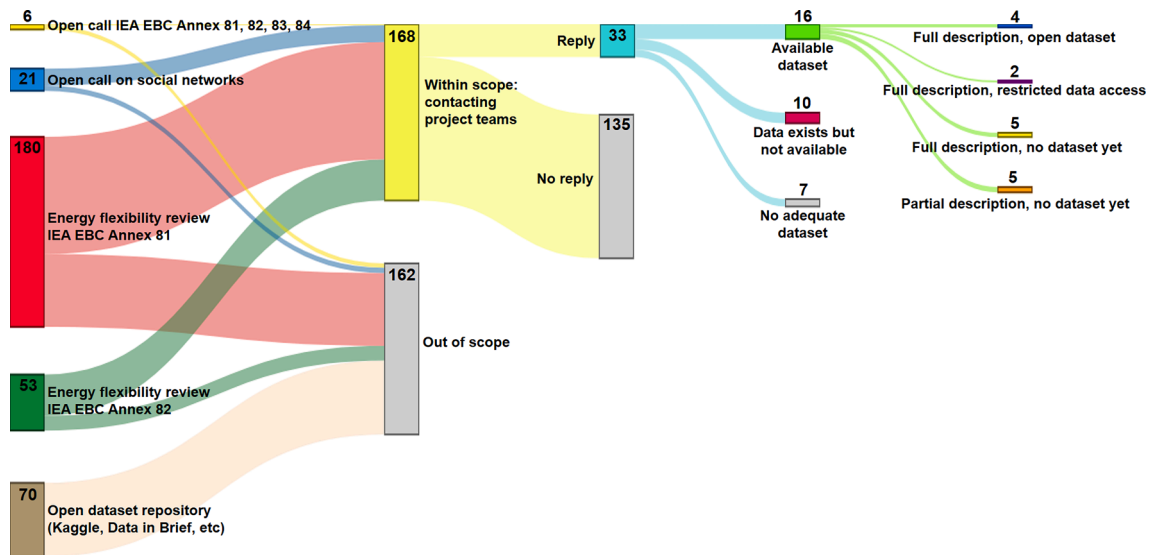 6
Open call IEA EBC Annex 81, 82, 83, 84
21
Open call on social networks
180
Energy flexibility review
IEA EBC Annex 81
53
Energy flexibility review
IEA EBC Annex 82
70
Open dataset repository
(Kaggle, Data in Brief, etc)
168
Within scope:
contacting
project teams
162
Out of scope
Reply
33
135
No reply
16
Available
dataset
10
Data exists but
not available
7
No adequate
dataset
4
Full description, open dataset
2
Full description, restricted data access
5
Full description, no dataset yet
5
Partial description, no dataset yet